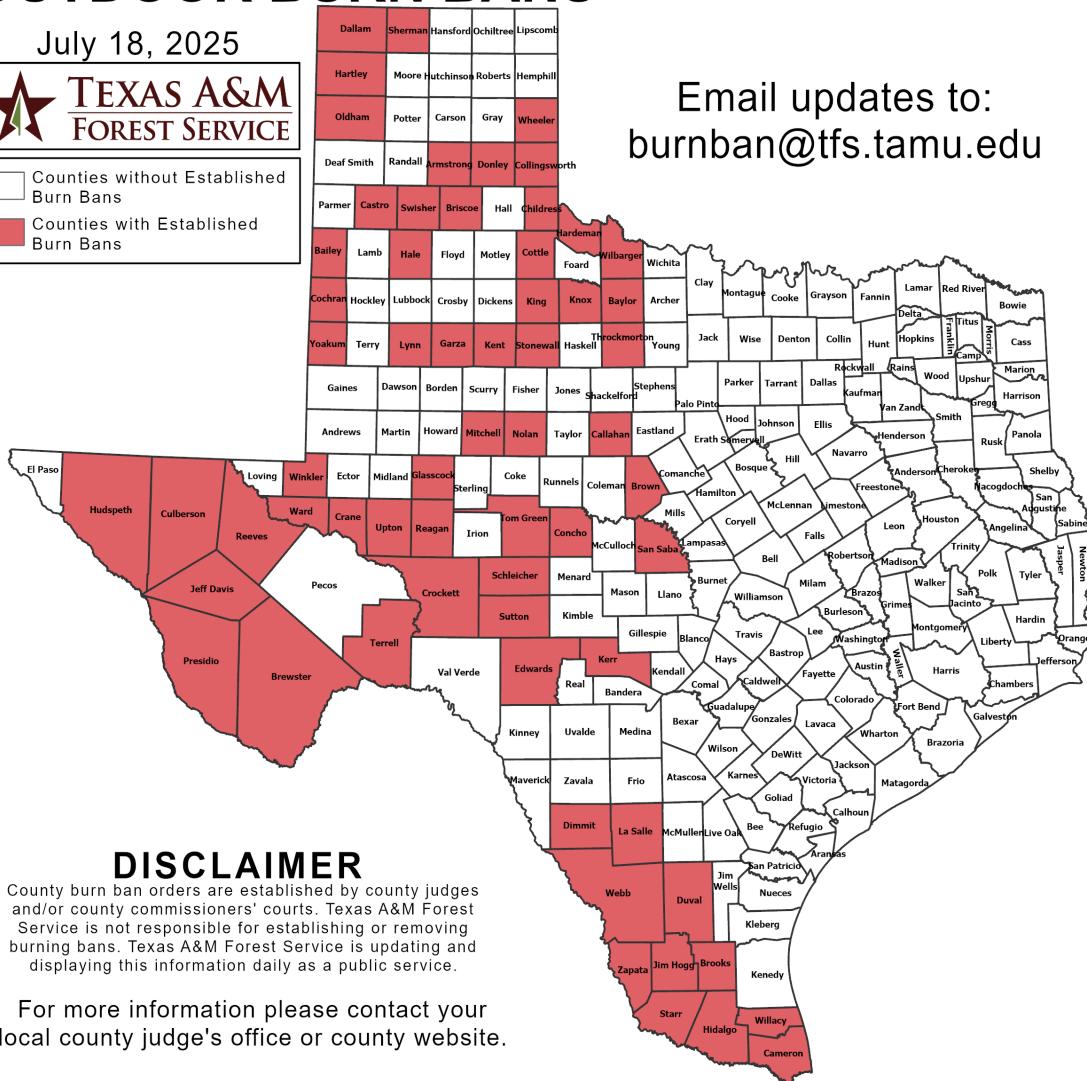 OUTDOOR BURN BANS
July 18, 2025
TEXAS A&M
FOREST SERVICE
Counties without Established
Burn Bans
Counties with Established
Burn Bans
Email updates to:
burnban@tfs.tamu.edu
Dallam Sherman Hansford Ochiltree Lipscomb
Hartley Moore Hutchinson Roberts Hemphill
Oldham Potter Carson Gray Wheeler
Deaf Smith Randall Armstrong Donley Collingsworth
Parmer Castro Swisher Briscoe Hall Childress
Hardeman
Bailey Lamb Hale Floyd Motley Cottle Foard Wilbarger Wichita
Clay Montague Cooke Grayson Fannin Lamar Red River Bowie
Cochran Hockley Lubbock Crosby Dickens King Knox Baylor Archer
Delta Franklin Titus Morris Cass
Yoakum Terry Lynn Garza Kent Stonewall Haskell Throckmorton Young Jack Wise Denton Collin Hunt Hopkins Camp
Rockwall Rains Wood Upshur Marion
Gaines Dawson Borden Scurry Fisher Jones Shackelford Stephens Palo Pinto Parker Tarrant Dallas Kaufman Van Zandt Gregg Harrison
Andrews Martin Howard Mitchell Nolan Taylor Callahan Eastland Erath Hood Somervell Johnson Ellis Henderson Smith Rusk Panola
El Paso Hudspeth Culberson Reeves Loving Winkler Ector Midland Glasscock Sterling Coke Runnels Coleman Brown Comanche Bosque Hill Navarro Anderson Cherokee Nacogdoches Shelby
Ward Crane Upton Reagan Irion Tom Green Concho McCulloch San Saba Mills Hamilton Coryell McLennan Limestone Freestone Leon Houston Angelina San
Augustine Sabine
Jeff Davis Pecos Crockett Schleicher Menard Mason Llano Lampasas Burnet Bell Falls Robertson Madison Trinity Polk Tyler Jasper Newton
Terrell Sutton Kimble Gillespie Blanco Williamson Milam Brazos Burleson Grimes Walker San
Jacinto Hardin Orange
Presidio Brewster Val Verde Edwards Kerr Real Bandera Kendall Hays Travis Bastrop Lee Washington Montgomery Liberty Jefferson
Comal Caldwell Fayette Austin Waller Harris Chambers
Kinney Uvalde Medina Bexar Guadalupe Gonzales Lavaca Colorado Fort Bend Galveston
Wilson DeWitt Wharton Brazoria
Maverick Zavala Frio Atascosa Karnes Victoria Jackson Matagorda
Goliad Calhoun
Dimmit La Salle McMullen Live Oak Bee Refugio Aransas
San Patricio
Webb Duval Jim
Wells Nueces
Kleberg
Zapata Jim Hogg Brooks Kenedy
Starr Hidalgo Willacy
Cameron
DISCLAIMER
County burn ban orders are established by county judges
and/or county commissioners' courts. Texas A&M Forest
Service is not responsible for establishing or removing
burning bans. Texas A&M Forest Service is updating and
displaying this information daily as a public service.
For more information please contact your
local county judge's office or county website.